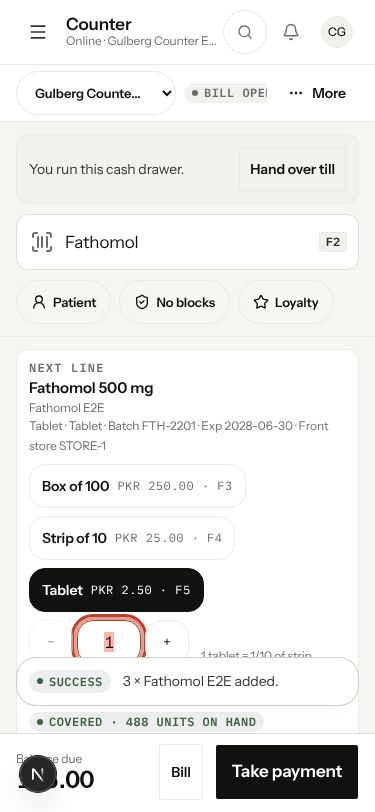 Counter
Online · Gulberg Counter E...
CG
Gulberg Counte...
BILL OPEN
··· More
You run this cash drawer.
Hand over till
Fathomol
F2
Patient
No blocks
Loyalty
NEXT LINE
Fathomol 500 mg
Fathomol E2E
Tablet · Tablet · Batch FTH-2201 · Exp 2028-06-30 · Front
store STORE-1
Box of 100 PKR 250.00 · F3
Strip of 10 PKR 25.00 · F4
Tablet PKR 2.50 · F5
− 1 +
1 tablet = 1/10 of strip
SUCCESS 3 × Fathomol E2E added.
COVERED · 488 UNITS ON HAND
Balance due
N
.00
Bill
Take payment